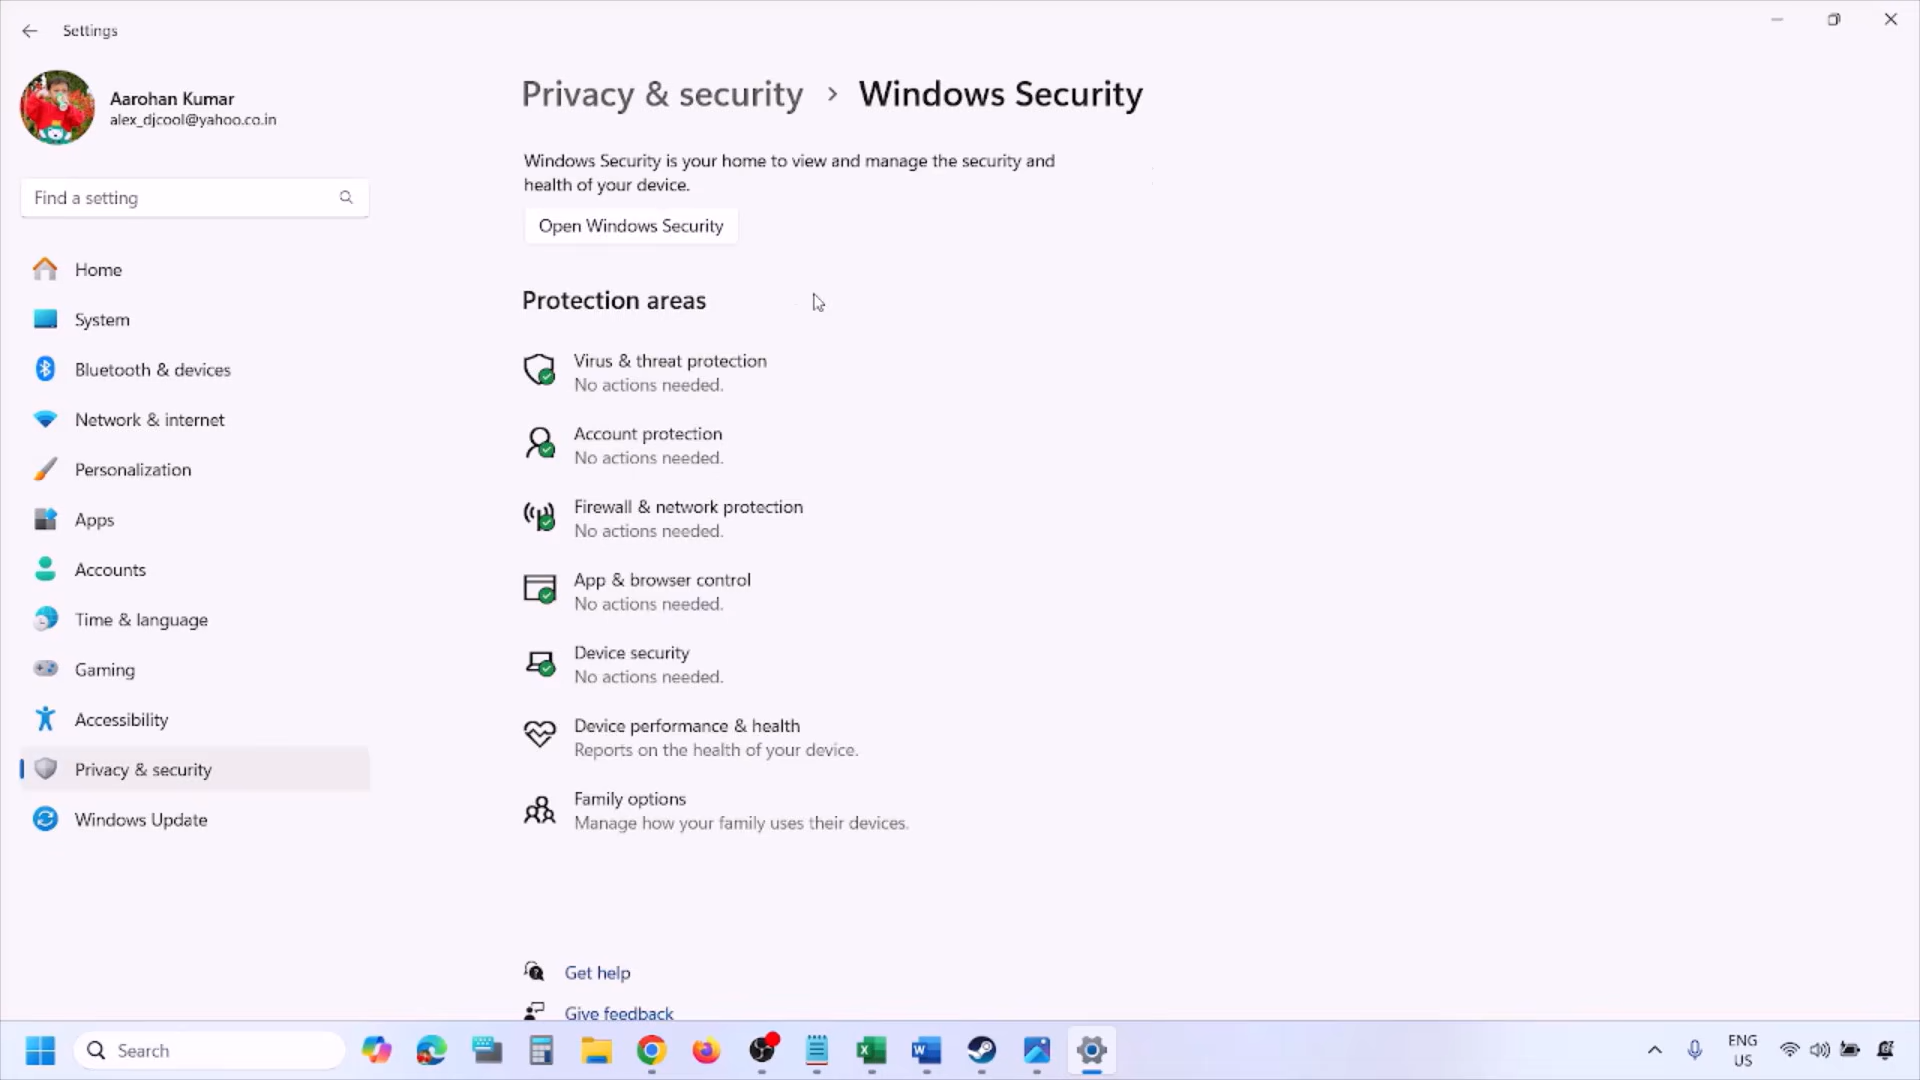 Settings
Aarohan Kumar
alex_djcool@yahoo.co.in
Find a setting
Home
System
Bluetooth & devices
Network & internet
Personalization
Apps
Accounts
Time & language
Gaming
Accessibility
Privacy & security
Windows Update
Privacy & security > Windows Security
Windows Security is your home to view and manage the security and
health of your device.
Open Windows Security
Protection areas
Virus & threat protection
No actions needed.
Account protection
No actions needed.
Firewall & network protection
No actions needed.
App & browser control
No actions needed.
Device security
No actions needed.
Device performance & health
Reports on the health of your device.
Family options
Manage how your family uses their devices.
Get help
Give feedback
Search
ENG
US